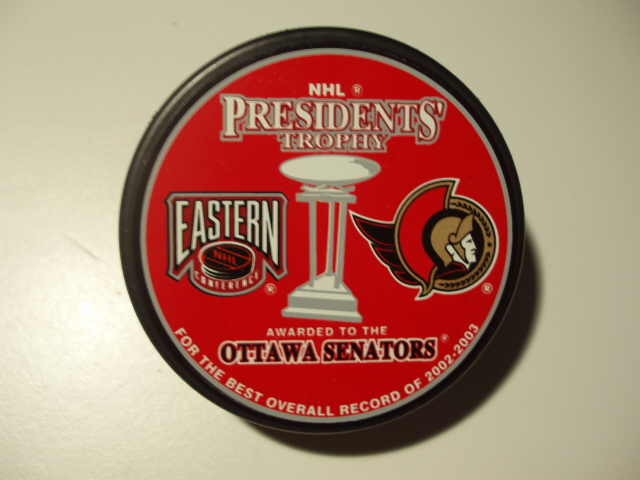 NHL ®
PRESIDENTS'
TROPHY
EASTERN
NHL
CONFERENCE
®
®
AWARDED TO THE
OTTAWA SENATORS ®
FOR THE BEST OVERALL RECORD OF 2002-2003